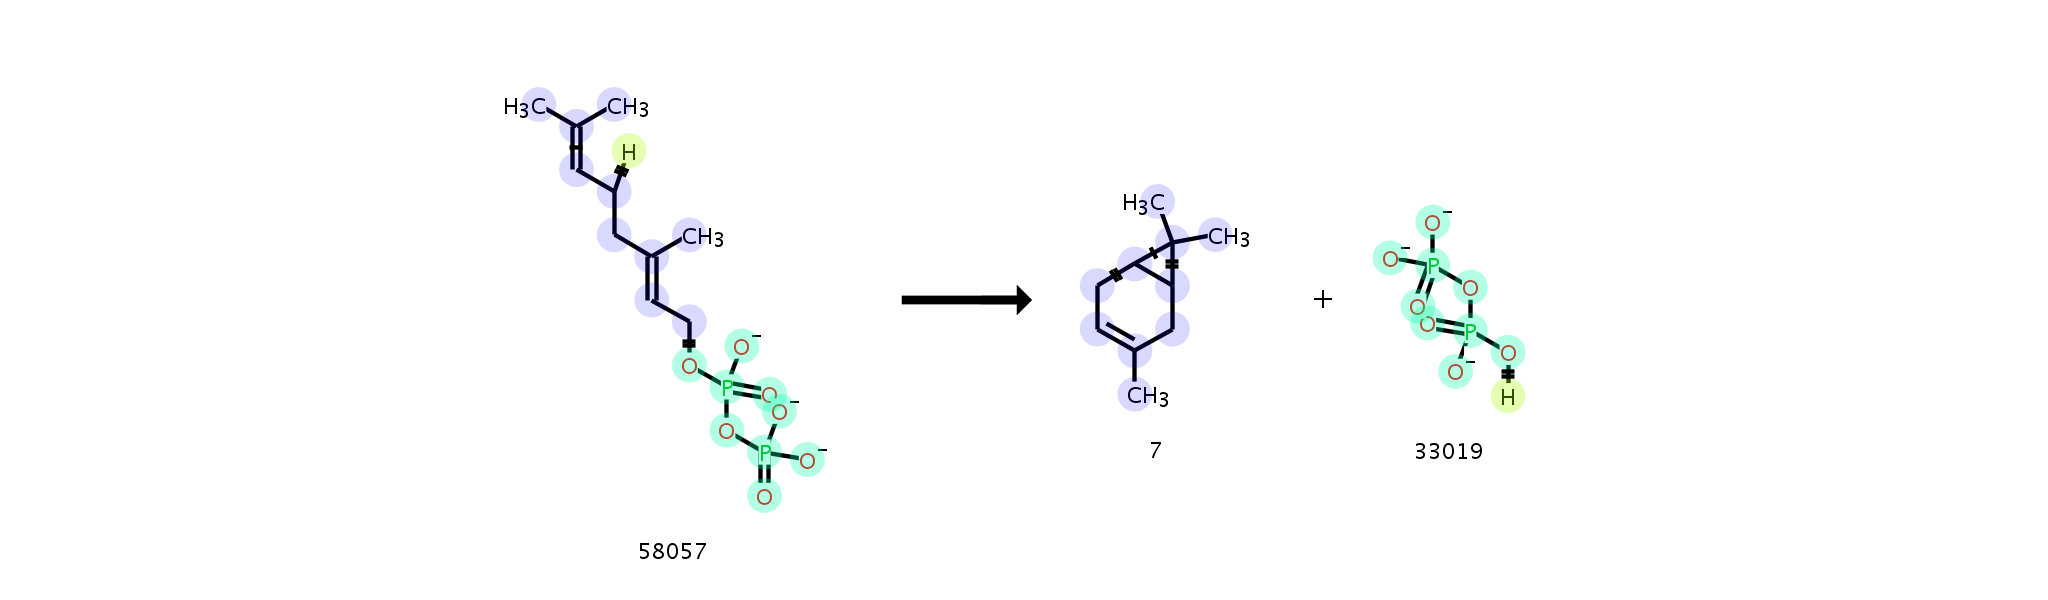 H3C CH3
H
CH3
O
O−
P O
O−
O
P O−
O
58057
H3C
CH3
CH3
7
+
O−
O− P
O
O
O P
O
O−
H
33019